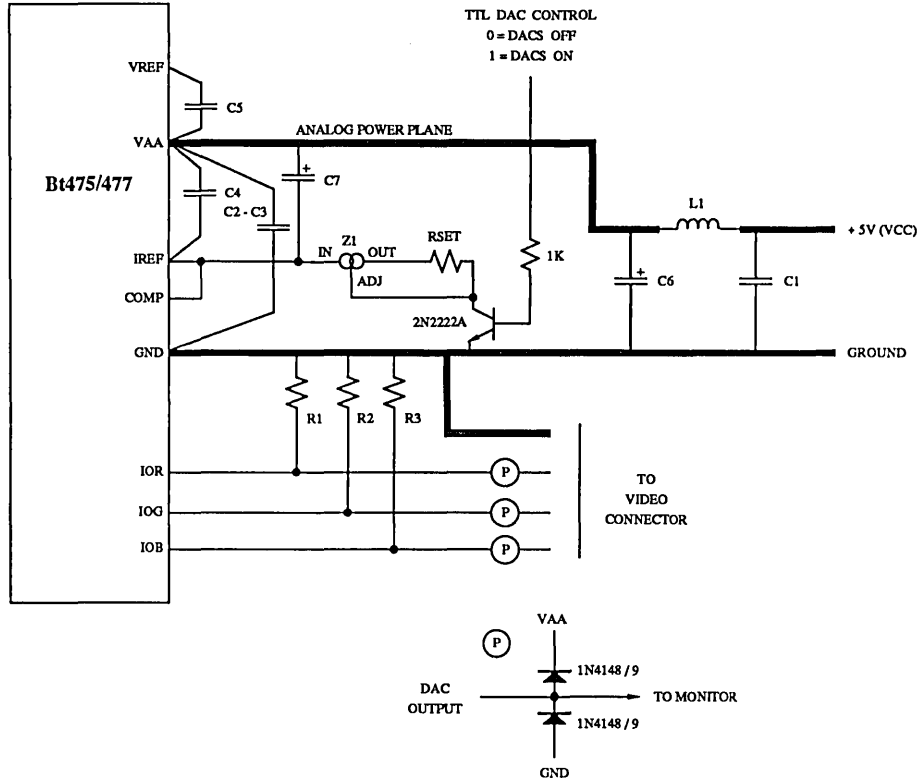 TTL DAC CONTROL
0 = DACS OFF
1 = DACS ON
VREF
C5
ANALOG POWER PLANE
VAA
Bt475/477
C4
C2 - C3
+
C7
L1
+ 5V (VCC)
IREF
IN
Z1
OUT
RSET
ADJ
1K
+
C6
C1
COMP
2N2222A
GND
GROUND
R1
R2
R3
IOR
P
IOG
P
IOB
P
TO
VIDEO
CONNECTOR
P
VAA
1N4148 / 9
DAC
OUTPUT
TO MONITOR
1N4148 / 9
GND